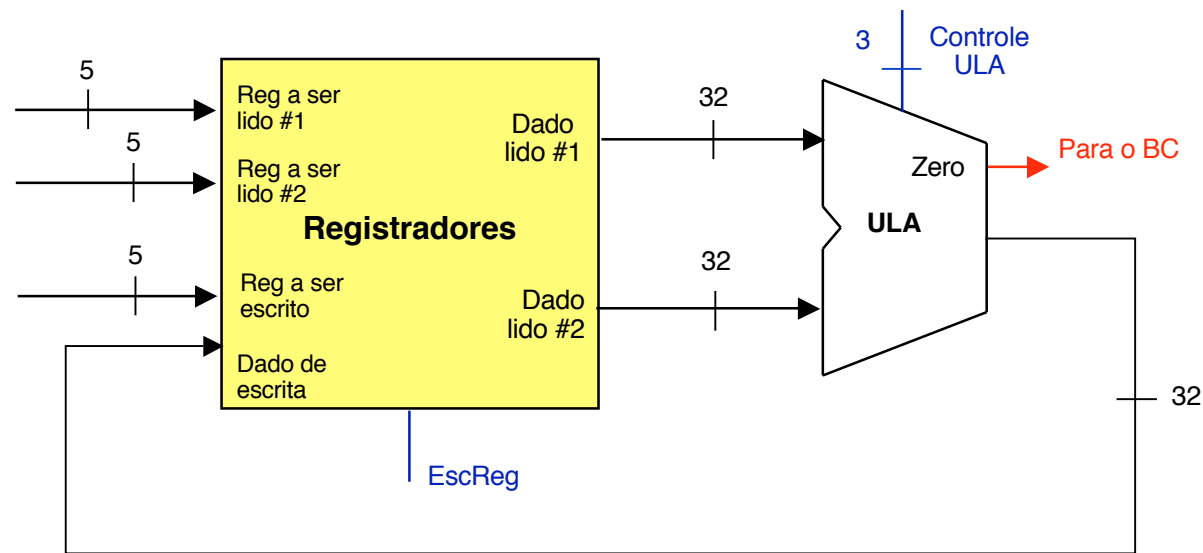 3
Controle
ULA
5
Reg a ser
lido #1
Dado
lido #1
32
5
Reg a ser
lido #2
Zero
Para o BC
Registradores
ULA
5
Reg a ser
escrito
Dado
lido #2
32
Dado de
escrita
32
EscReg